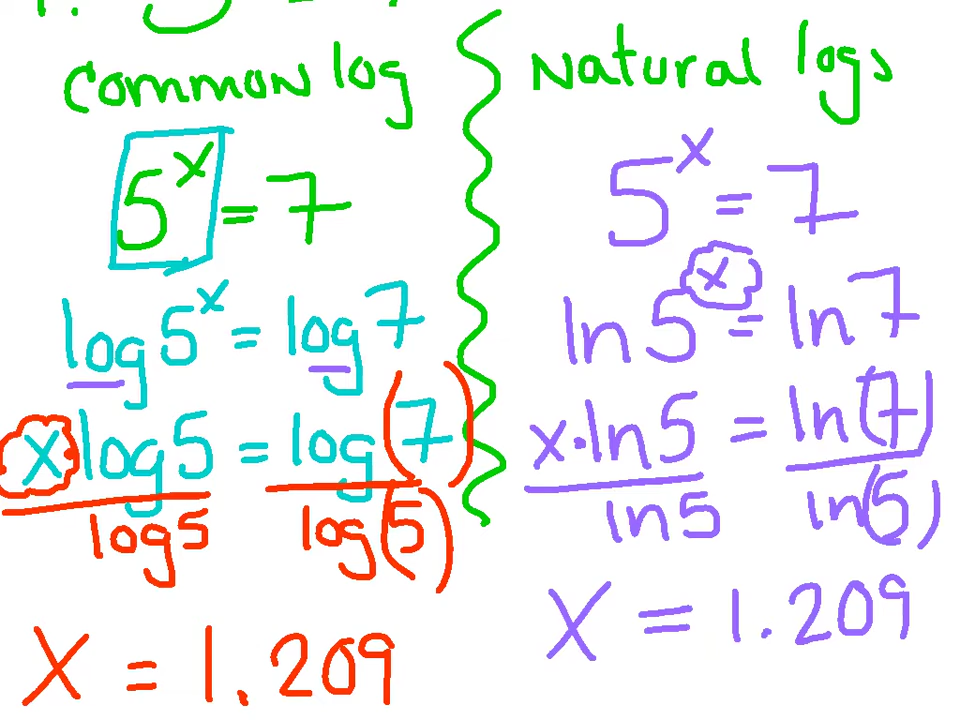 common log
5^x = 7
log 5^x = log 7
x log 5 = log (7)
log 5 log (5)
X = 1.209
Natural logs
5^x = 7
ln 5^x = ln 7
x · ln 5 = ln (7)
ln 5 ln (5)
X = 1.209